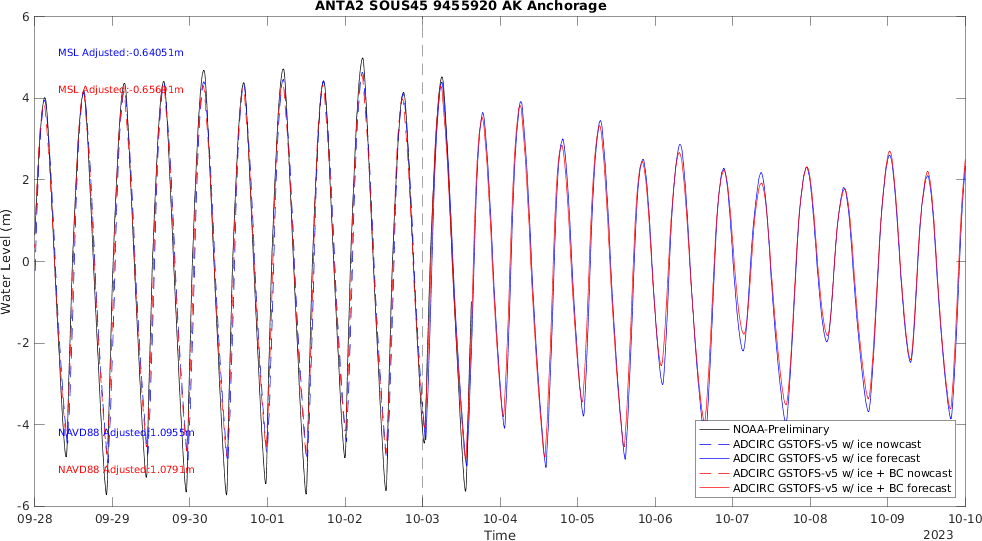 ANTA2 SOUS45 9455920 AK Anchorage
6
4
2
0
-2
-4
-6
Water Level (m)
MSL Adjusted:-0.64051m
MSL Adjusted:-0.65691m
NAVD88 Adjusted:1.0955m
NAVD88 Adjusted:1.0791m
NOAA-Preliminary
ADCIRC GSTOFS-v5 w/ ice nowcast
ADCIRC GSTOFS-v5 w/ ice forecast
ADCIRC GSTOFS-v5 w/ ice + BC nowcast
ADCIRC GSTOFS-v5 w/ ice + BC forecast
09-28 09-29 09-30 10-01 10-02 10-03 10-04 10-05 10-06 10-07 10-08 10-09 10-10
Time
2023